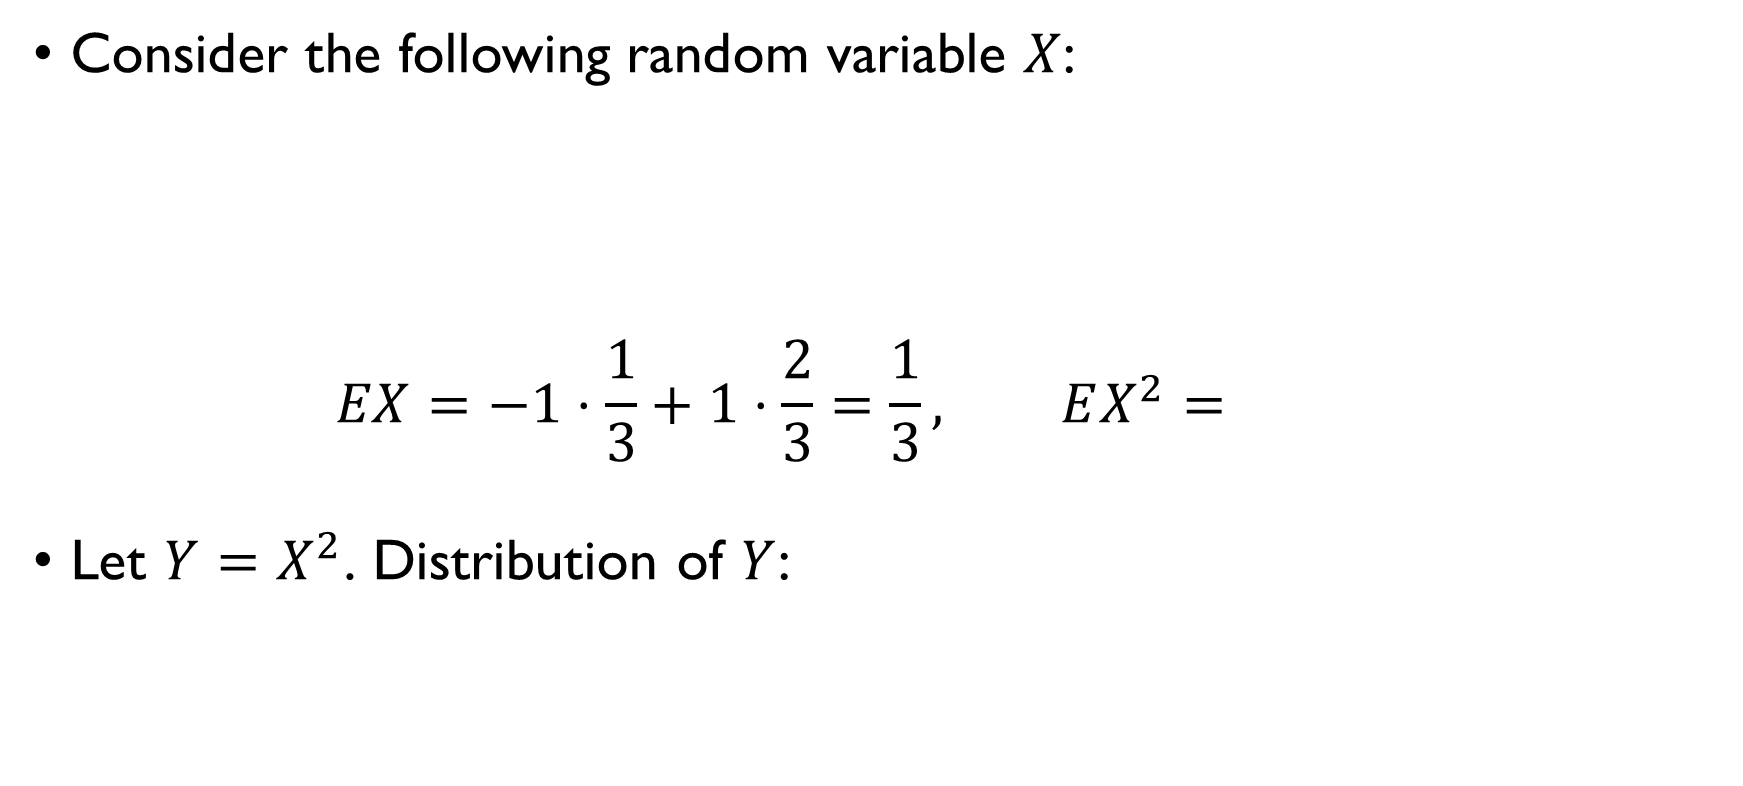 • Consider the following random variable X:
EX = −1 · 1/3 + 1 · 2/3 = 1/3, EX² =
• Let Y = X². Distribution of Y: